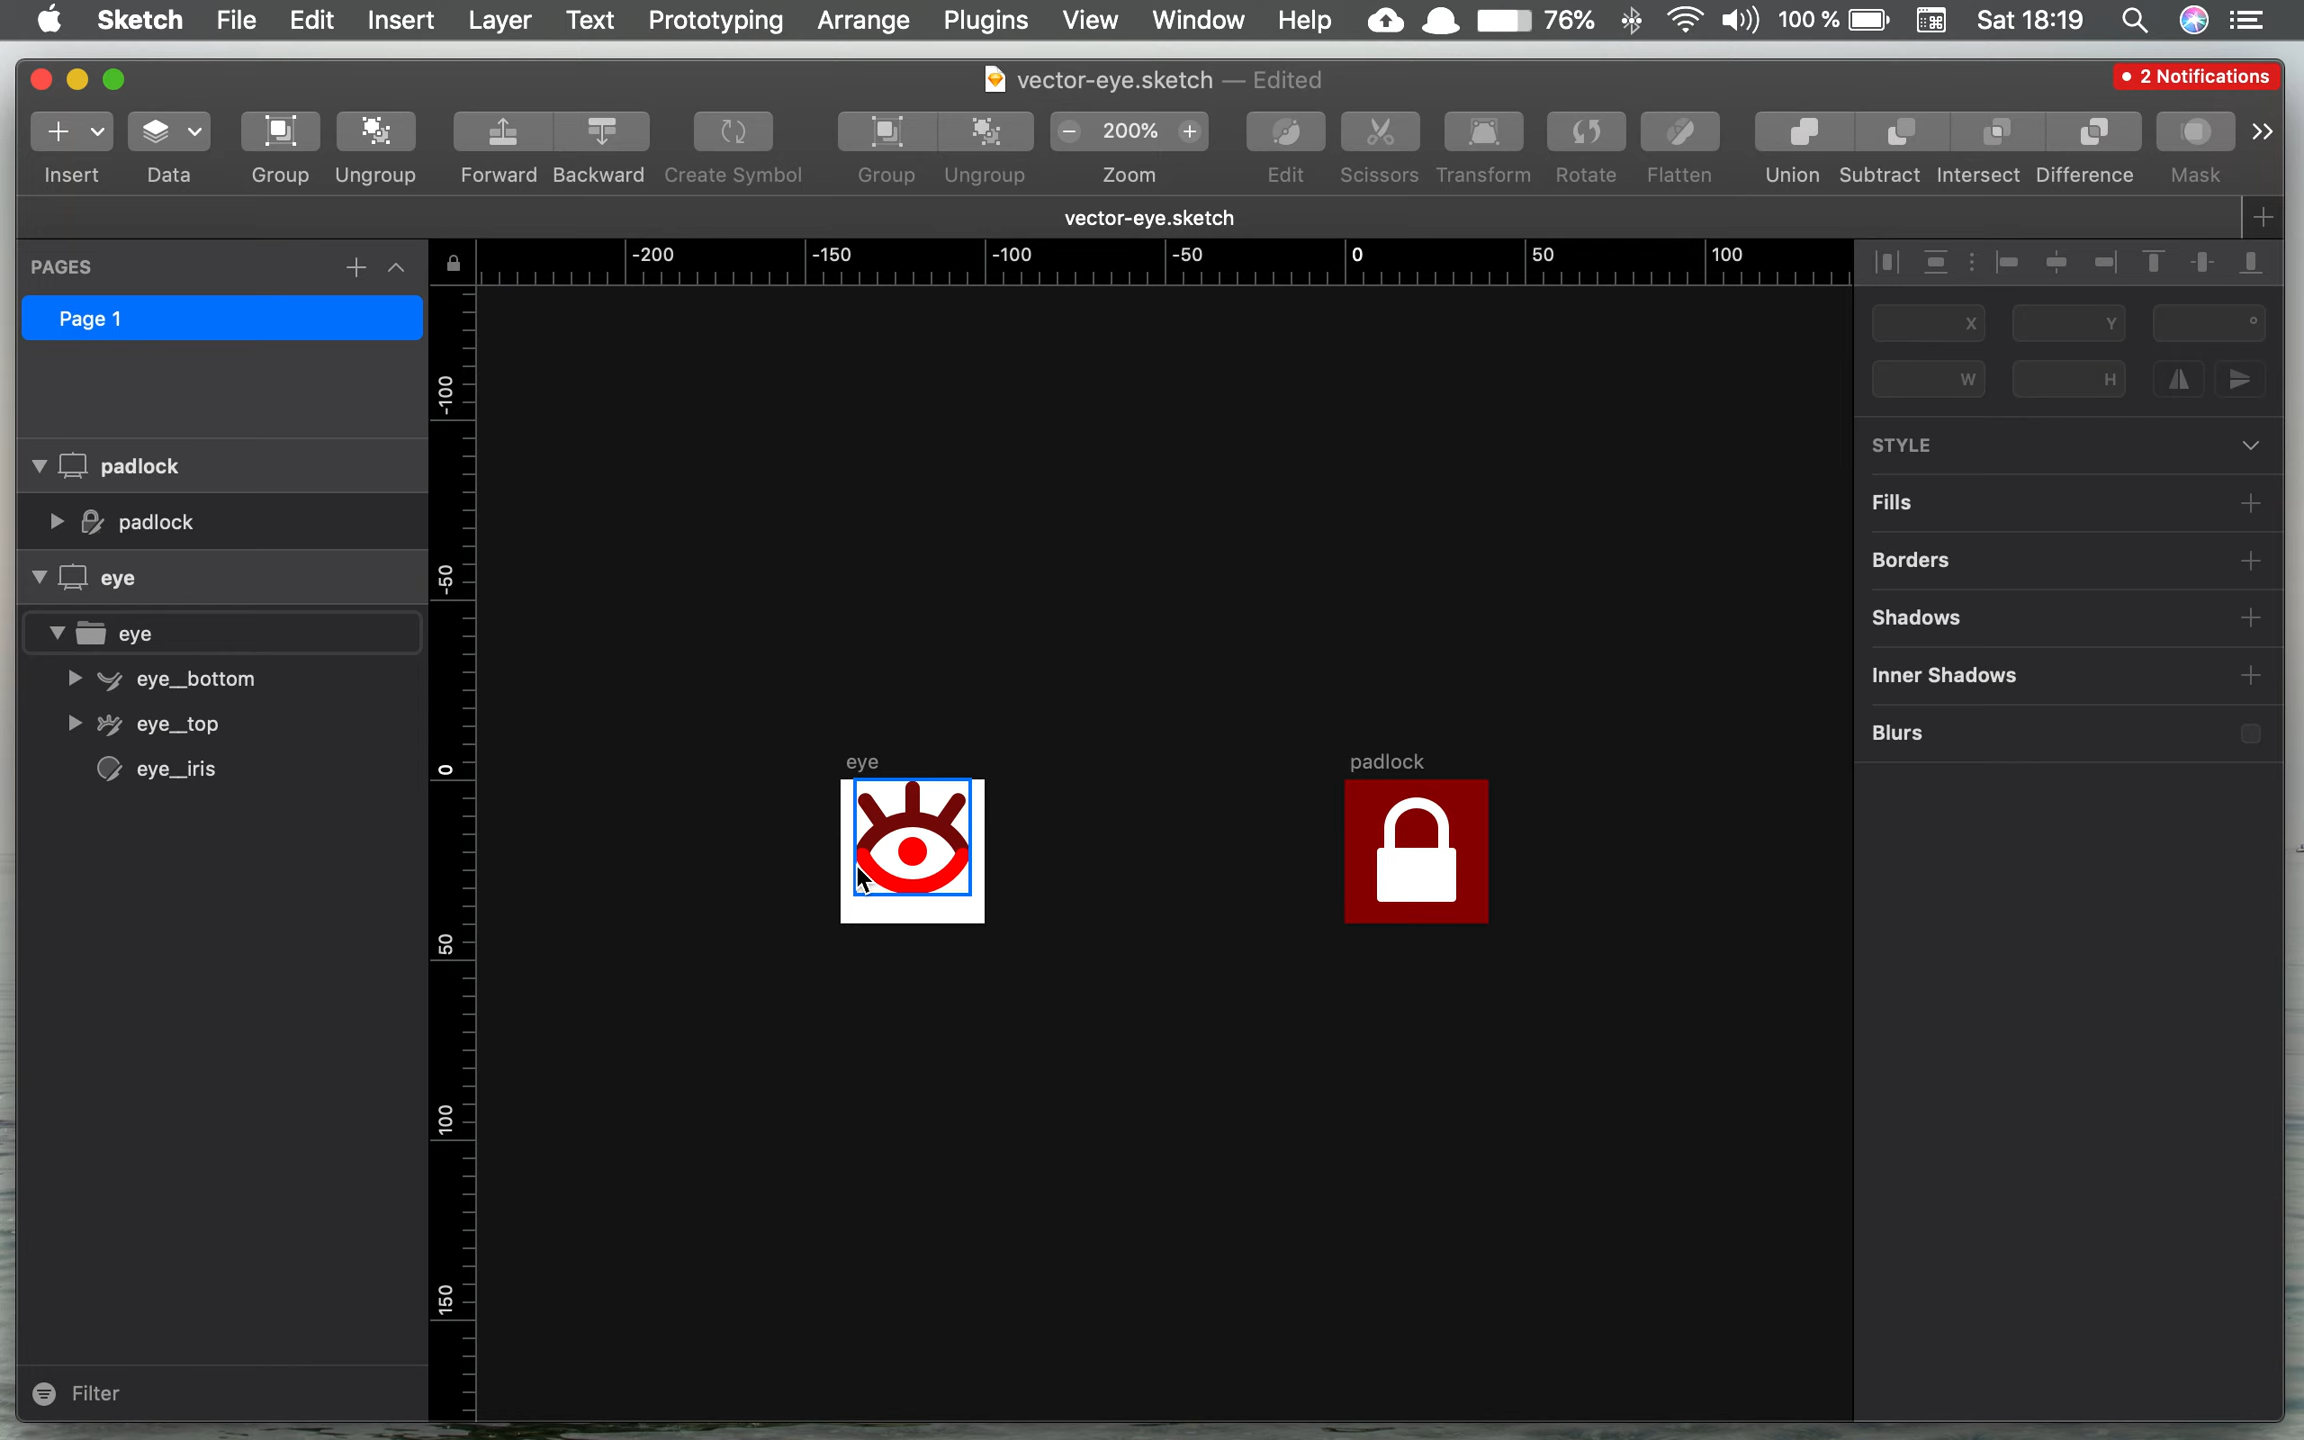 Sketch File Edit Insert Layer Text Prototyping Arrange Plugins View Window Help 76% 100 % Sat 18:19
vector-eye.sketch — Edited
2 Notifications
200%
Insert Data Group Ungroup Forward Backward Create Symbol Group Ungroup Zoom Edit Scissors Transform Rotate Flatten Union Subtract Intersect Difference Mask
vector-eye.sketch
PAGES
Page 1
padlock
padlock
eye
eye
eye__bottom
eye__top
eye__iris
Filter
-200 -150 -100 -50 0 50 100
-100
-50
0
50
100
150
eye
padlock
X Y °
W H
STYLE
Fills
Borders
Shadows
Inner Shadows
Blurs